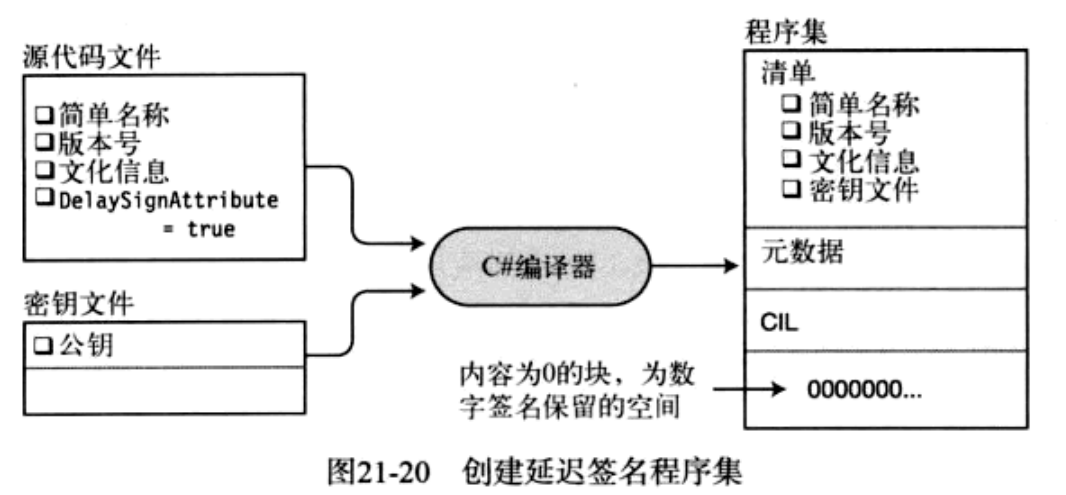 源代码文件
❑简单名称
❑版本号
❑文化信息
❑DelaySignAttribute
= true
密钥文件
❑公钥
C#编译器
内容为0的块，为数
字签名保留的空间
程序集
清单
❑简单名称
❑版本号
❑文化信息
❑密钥文件
元数据
CIL
0000000...
图21-20 创建延迟签名程序集